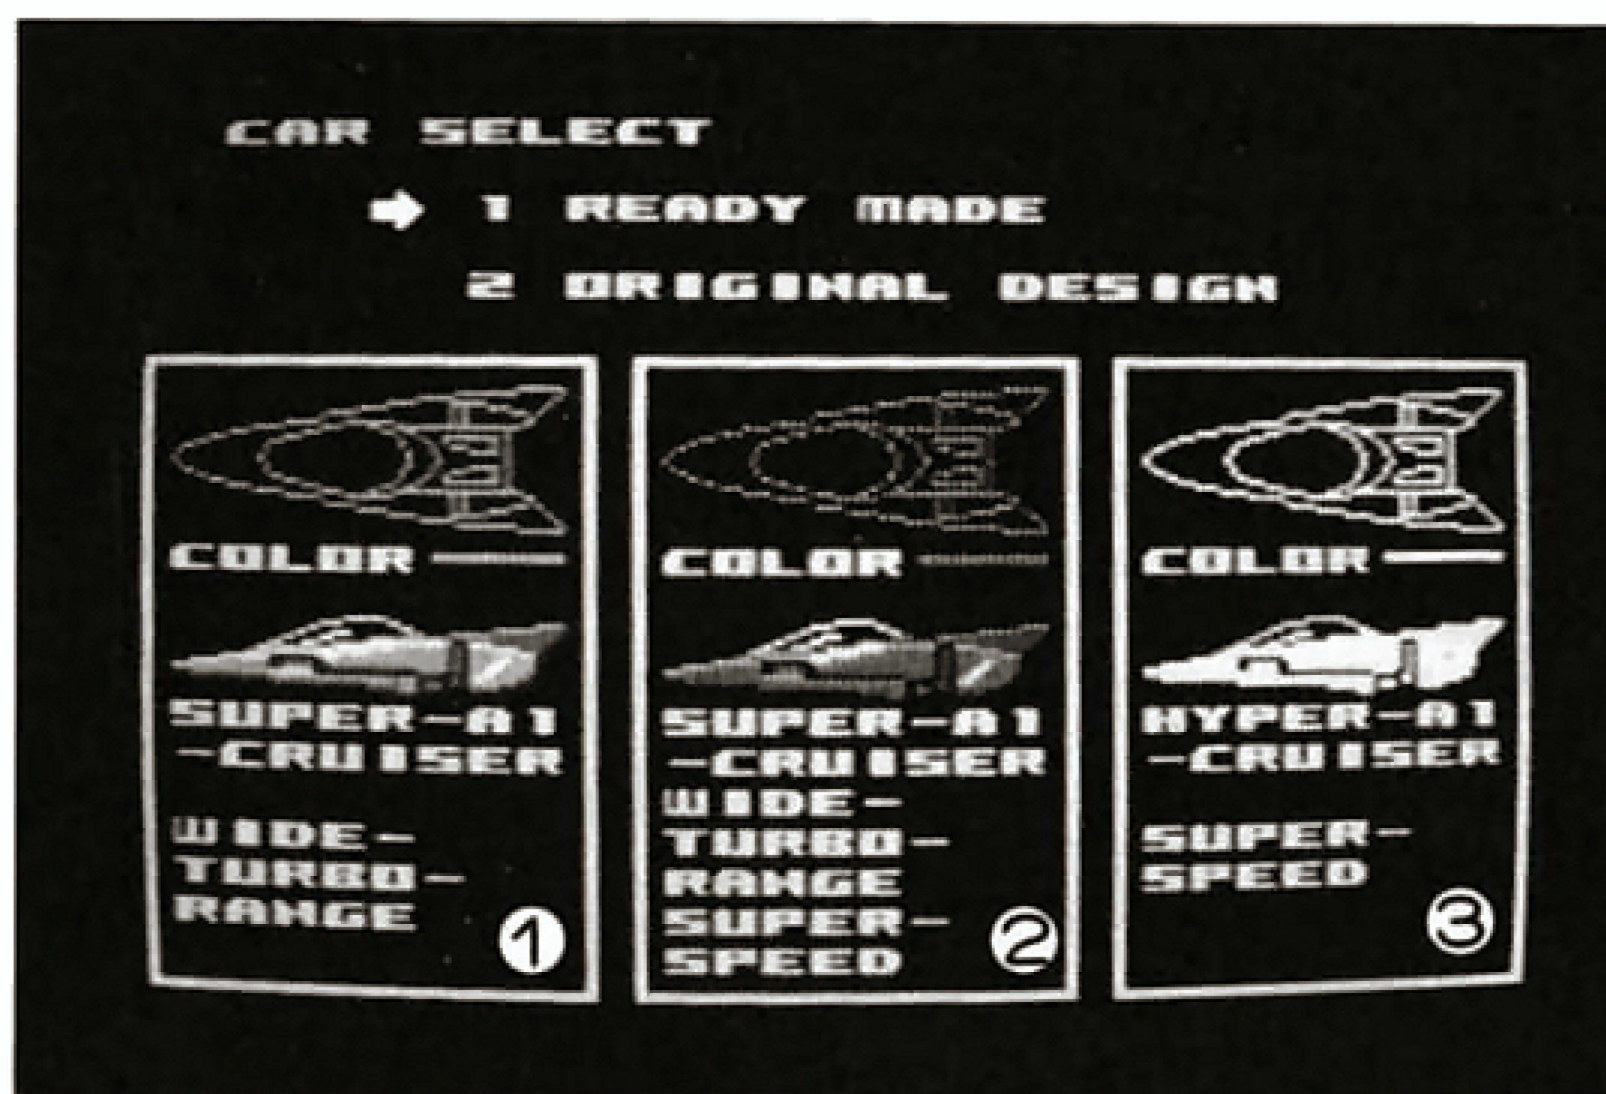 CAR SELECT
➡ 1 READY MADE
2 ORIGINAL DESIGN
COLOR
SUPER-A1
-CRUISER
WIDE-
TURBO-
RANGE
①
COLOR
SUPER-A1
-CRUISER
WIDE-
TURBO-
RANGE
SUPER-
SPEED
②
COLOR
HYPER-A1
-CRUISER
SUPER-
SPEED
③